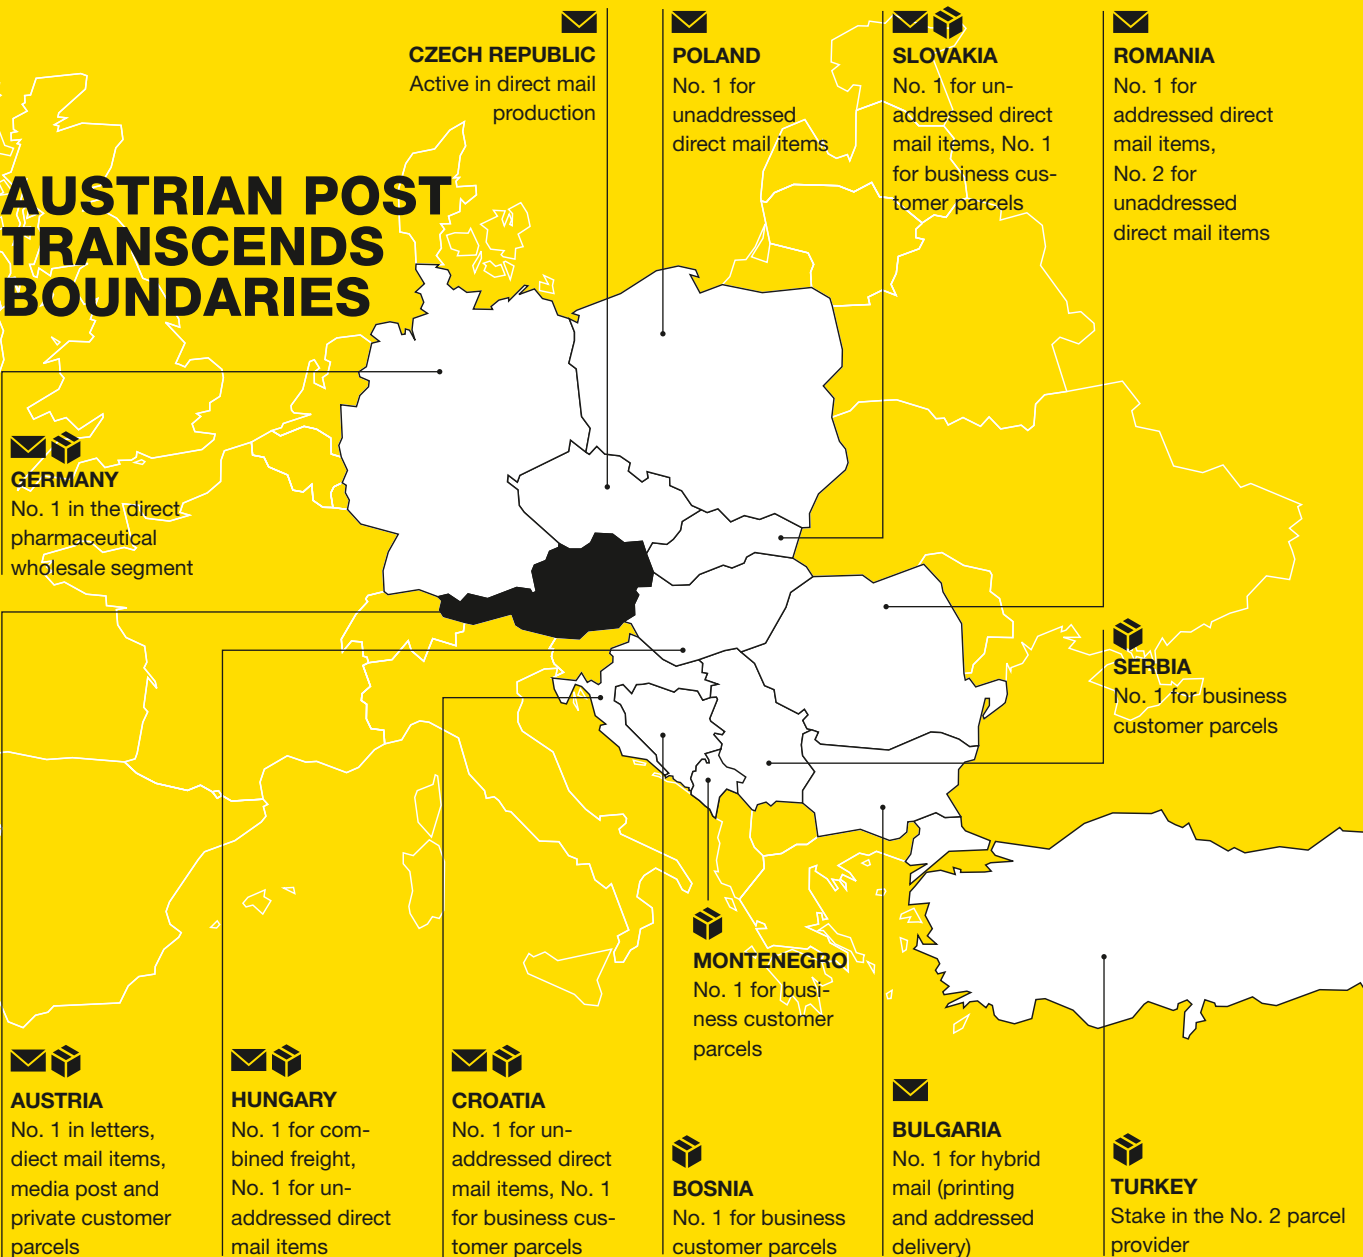 CZECH REPUBLIC
Active in direct mail
production
POLAND
No. 1 for
unaddressed
direct mail items
SLOVAKIA
No. 1 for un-
addressed direct
mail items, No. 1
for business cus-
tomer parcels
ROMANIA
No. 1 for
addressed direct
mail items,
No. 2 for
unaddressed
direct mail items
AUSTRIAN POST
TRANSCENDS
BOUNDARIES
GERMANY
No. 1 in the direct
pharmaceutical
wholesale segment
SERBIA
No. 1 for business
customer parcels
MONTENEGRO
No. 1 for busi-
ness customer
parcels
AUSTRIA
No. 1 in letters,
diect mail items,
media post and
private customer
parcels
HUNGARY
No. 1 for com-
bined freight,
No. 1 for un-
addressed direct
mail items
CROATIA
No. 1 for un-
addressed direct
mail items, No. 1
for business cus-
tomer parcels
BOSNIA
No. 1 for business
customer parcels
BULGARIA
No. 1 for hybrid
mail (printing
and addressed
delivery)
TURKEY
Stake in the No. 2 parcel
provider